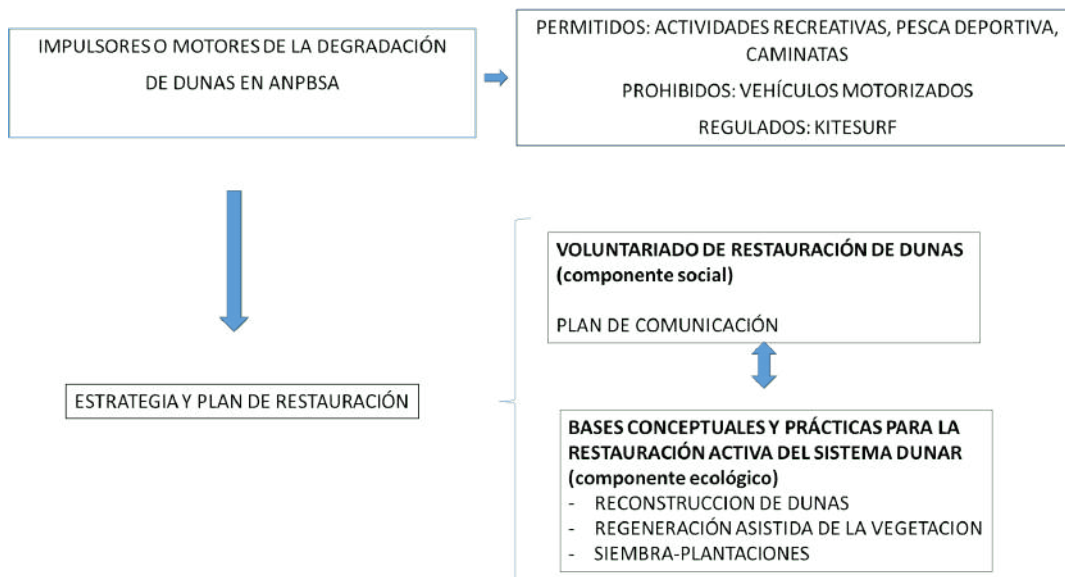 IMPULSORES O MOTORES DE LA DEGRADACIÓN
DE DUNAS EN ANPBSA
PERMITIDOS: ACTIVIDADES RECREATIVAS, PESCA DEPORTIVA,
CAMINATAS
PROHIBIDOS: VEHÍCULOS MOTORIZADOS
REGULADOS: KITESURF
VOLUNTARIADO DE RESTAURACIÓN DE DUNAS
(componente social)
PLAN DE COMUNICACIÓN
ESTRATEGIA Y PLAN DE RESTAURACIÓN
BASES CONCEPTUALES Y PRÁCTICAS PARA LA
RESTAURACIÓN ACTIVA DEL SISTEMA DUNAR
(componente ecológico)
- RECONSTRUCCION DE DUNAS
- REGENERACIÓN ASISTIDA DE LA VEGETACION
- SIEMBRA-PLANTACIONES